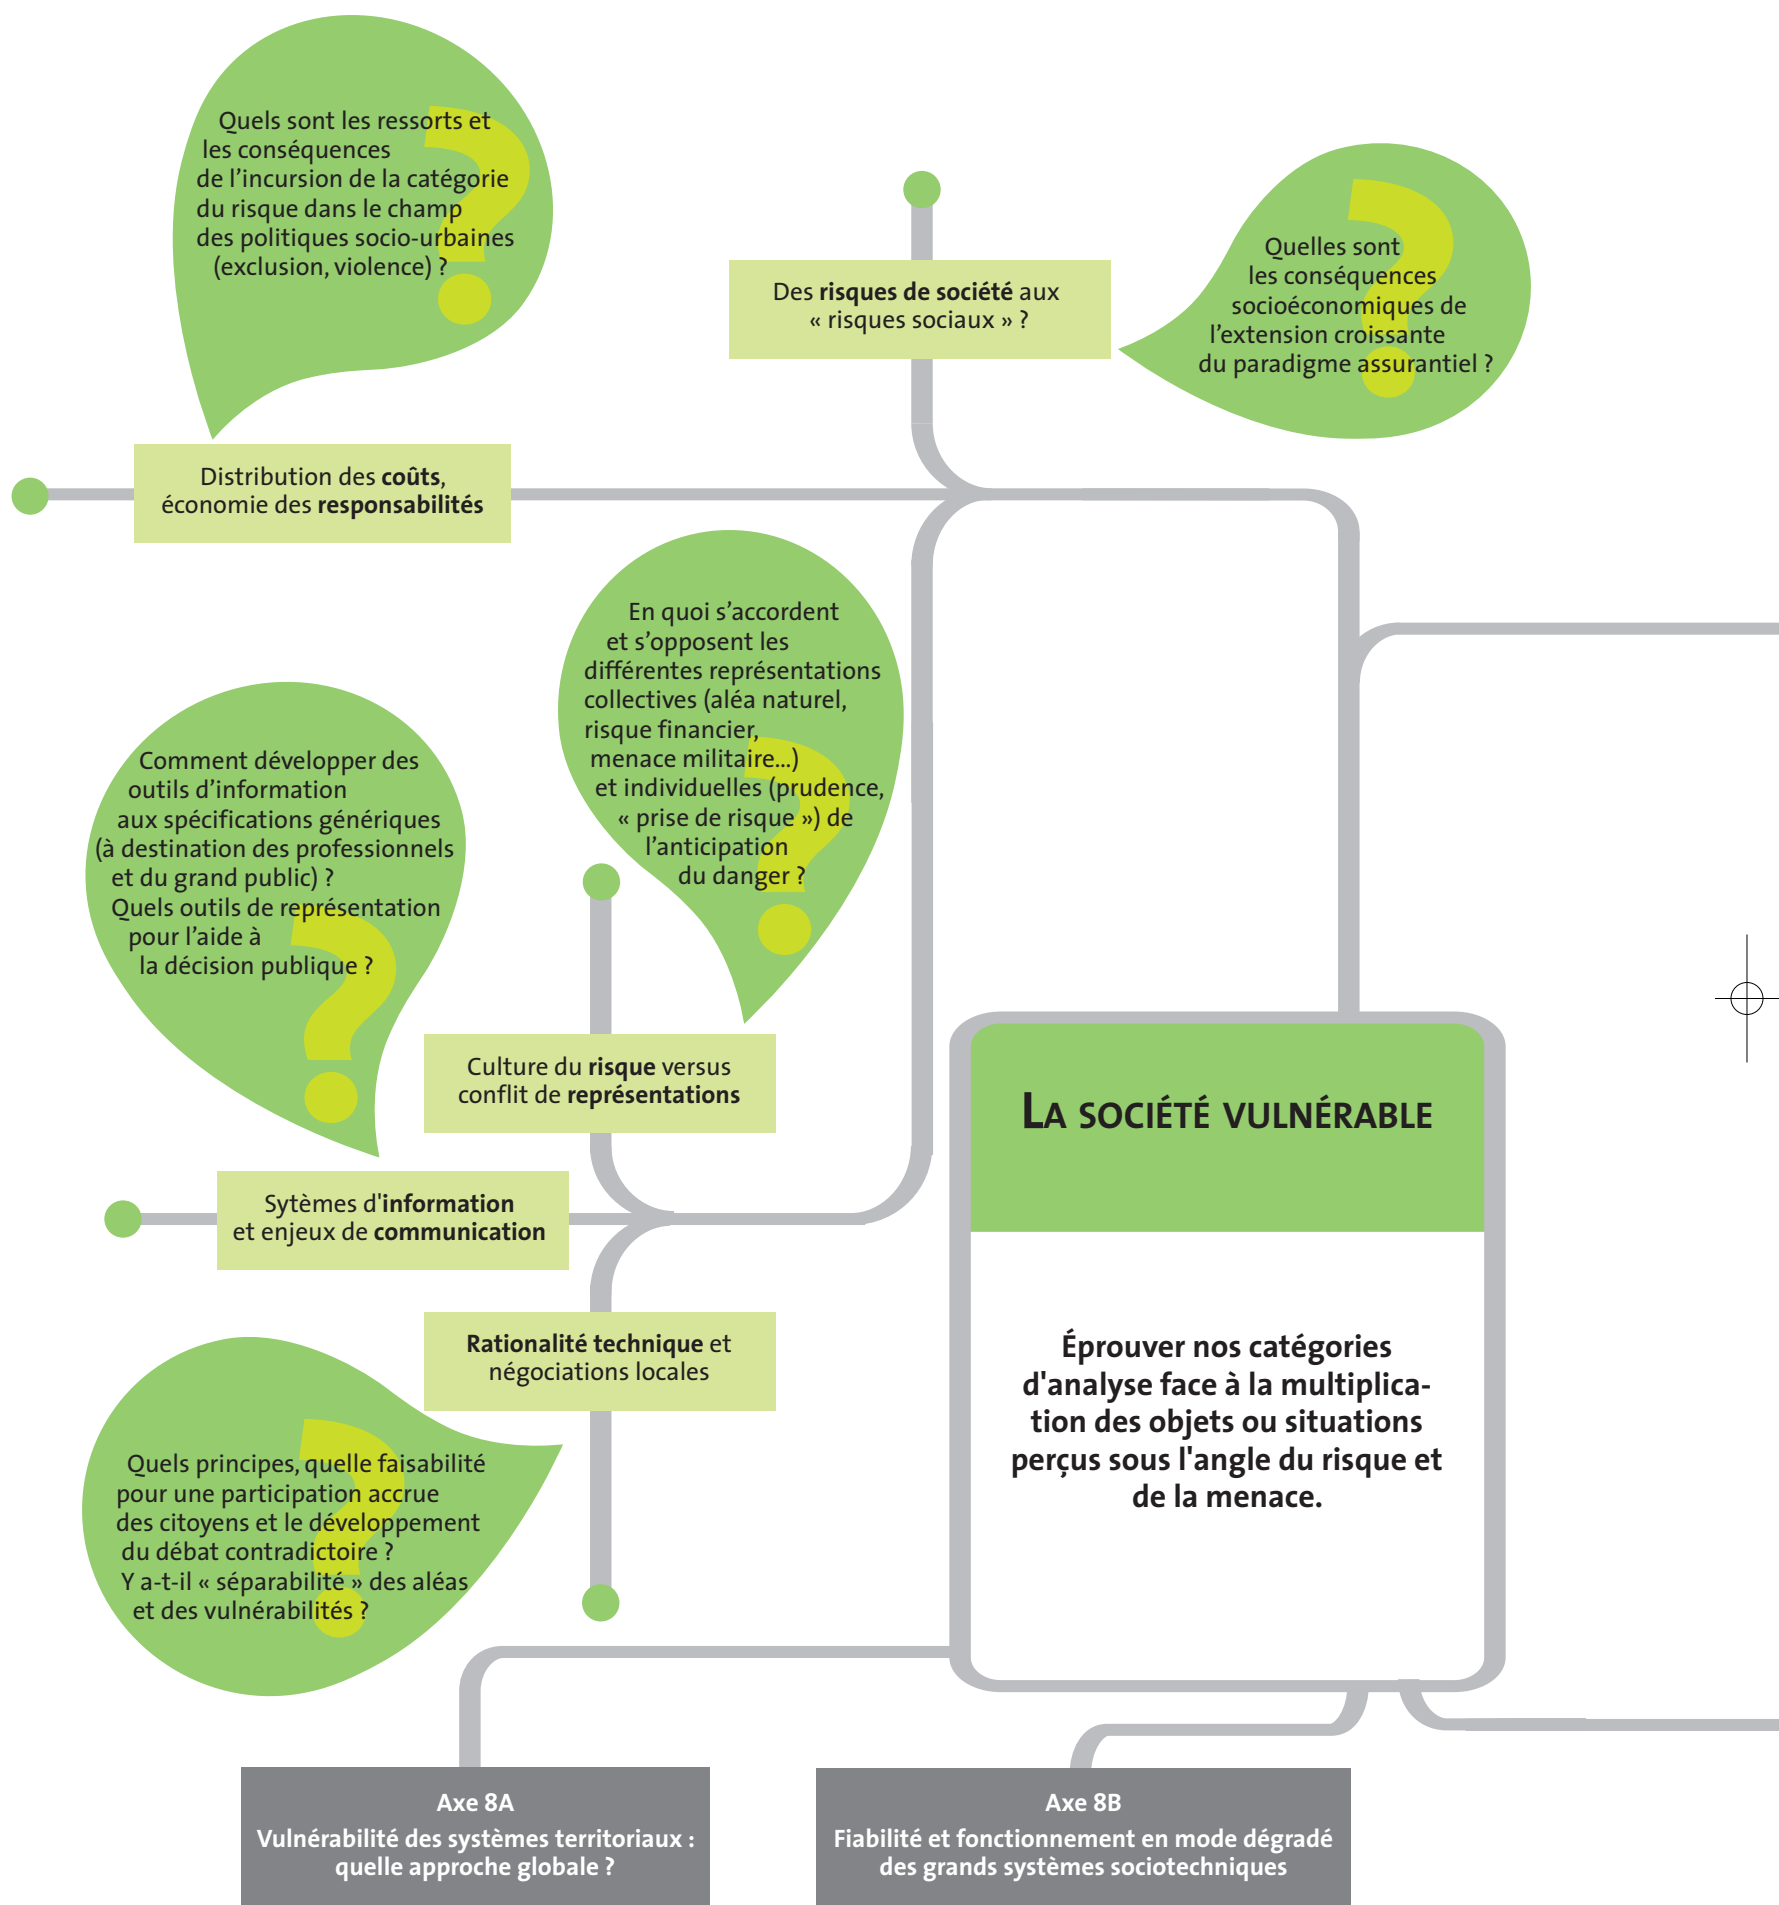 Quels sont les ressorts et
les conséquences
de l’incursion de la catégorie
du risque dans le champ
des politiques socio-urbaines
(exclusion, violence) ?
Des risques de société aux
« risques sociaux » ?
Quelles sont
les conséquences
socioéconomiques de
l’extension croissante
du paradigme assurantiel ?
Distribution des coûts,
économie des responsabilités
En quoi s’accordent
et s’opposent les
différentes représentations
collectives (aléa naturel,
risque financier,
menace militaire...)
et individuelles (prudence,
« prise de risque ») de
l’anticipation
du danger ?
Comment développer des
outils d’information
aux spécifications génériques
(à destination des professionnels
et du grand public) ?
Quels outils de représentation
pour l’aide à
la décision publique ?
Culture du risque versus
conflit de représentations
Sytèmes d'information
et enjeux de communication
Rationalité technique et
négociations locales
Quels principes, quelle faisabilité
pour une participation accrue
des citoyens et le développement
du débat contradictoire ?
Y a-t-il « séparabilité » des aléas
et des vulnérabilités ?
LA SOCIÉTÉ VULNÉRABLE
Éprouver nos catégories
d'analyse face à la multiplica-
tion des objets ou situations
perçus sous l'angle du risque et
de la menace.
Axe 8A
Vulnérabilité des systèmes territoriaux :
quelle approche globale ?
Axe 8B
Fiabilité et fonctionnement en mode dégradé
des grands systèmes sociotechniques